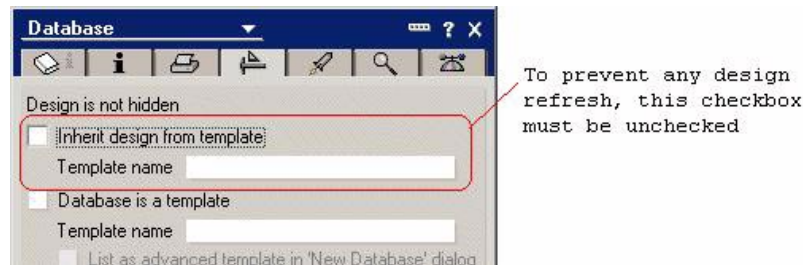 Database
Design is not hidden
Inherit design from template
Template name
Database is a template
Template name
List as advanced template in 'New Database' dialog
To prevent any design
refresh, this checkbox
must be unchecked